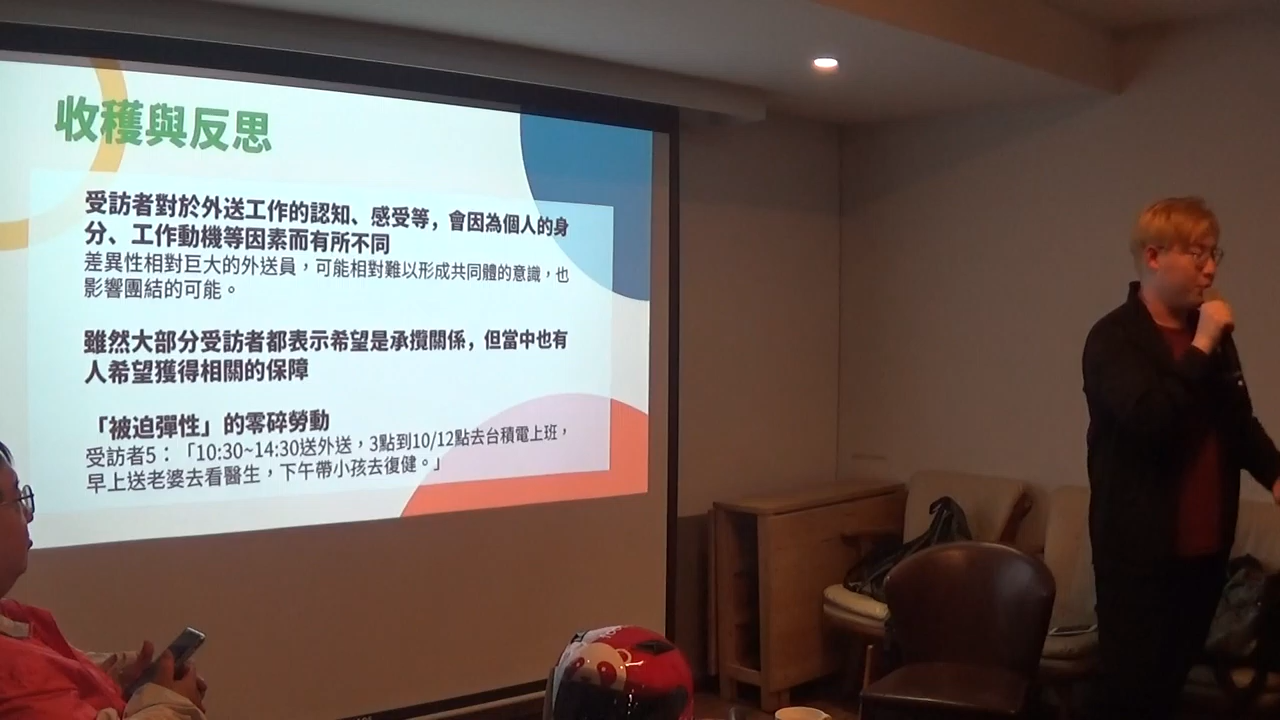 收穫與反思
受訪者對於外送工作的認知、感受等，會因為個人的身
分、工作動機等因素而有所不同
差異性相對巨大的外送員，可能相對難以形成共同體的意識，也
影響團結的可能。
雖然大部分受訪者都表示希望是承攬關係，但當中也有
人希望獲得相關的保障
「被迫彈性」的零碎勞動
受訪者5：「10:30~14:30送外送，3點到10/12點去台積電上班，
早上送老婆去看醫生，下午帶小孩去復健。」